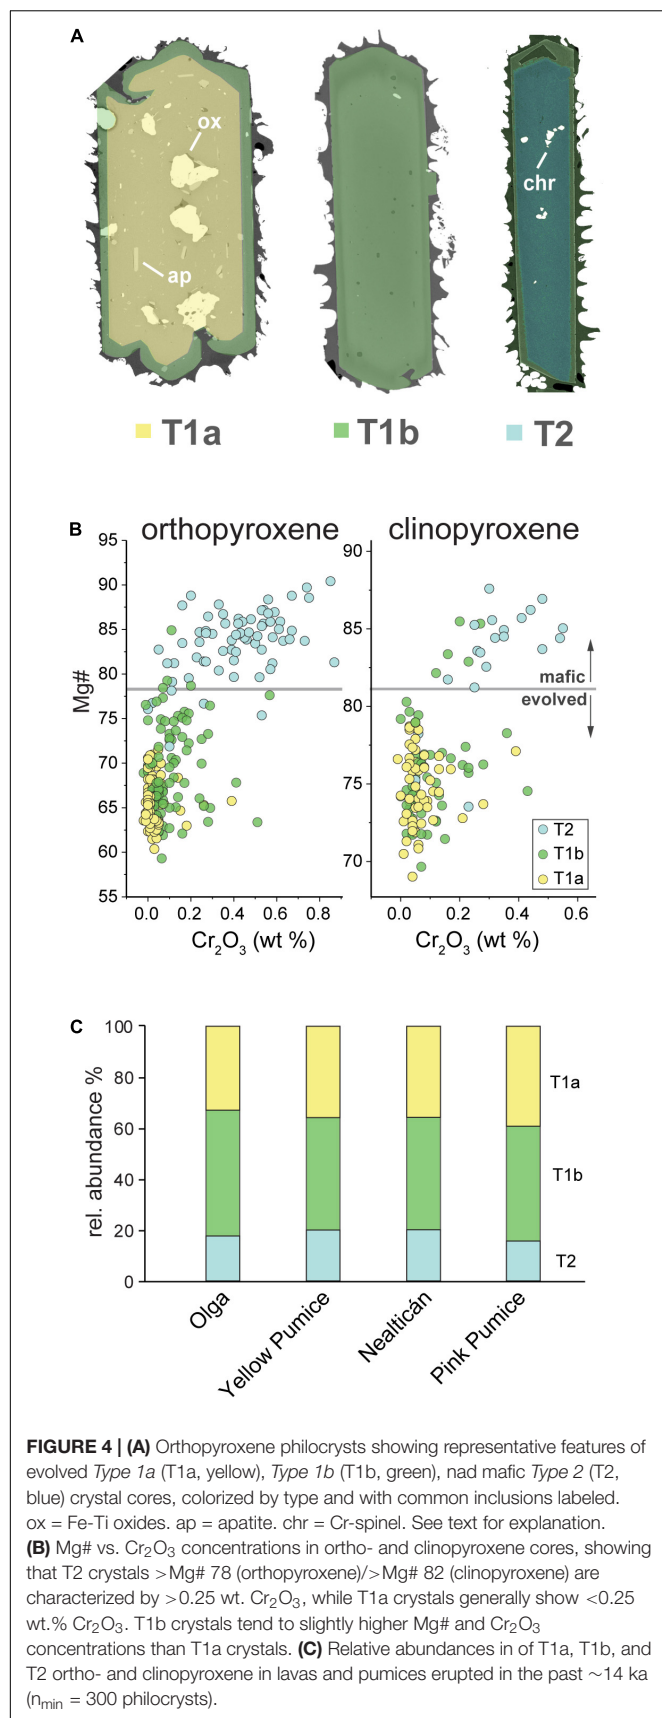 A
ox
chr
ap
T1a
T1b
T2
B
orthopyroxene
clinopyroxene
95
90
85
80
75
70
65
60
55
Mg#
0.0 0.2 0.4 0.6 0.8
Cr₂O₃ (wt %)
90
85
80
75
70
mafic
evolved
T2
T1b
T1a
0.0 0.2 0.4 0.6
Cr₂O₃ (wt %)
C
100
80
60
40
20
0
rel. abundance %
T1a
T1b
T2
Olga
Yellow Pumice
Nealticán
Pink Pumice
FIGURE 4 | (A) Orthopyroxene philocrysts showing representative features of
evolved Type 1a (T1a, yellow), Type 1b (T1b, green), nad mafic Type 2 (T2,
blue) crystal cores, colorized by type and with common inclusions labeled.
ox = Fe-Ti oxides. ap = apatite. chr = Cr-spinel. See text for explanation.
(B) Mg# vs. Cr₂O₃ concentrations in ortho- and clinopyroxene cores, showing
that T2 crystals >Mg# 78 (orthopyroxene)/>Mg# 82 (clinopyroxene) are
characterized by >0.25 wt. Cr₂O₃, while T1a crystals generally show <0.25
wt.% Cr₂O₃. T1b crystals tend to slightly higher Mg# and Cr₂O₃
concentrations than T1a crystals. (C) Relative abundances in of T1a, T1b, and
T2 ortho- and clinopyroxene in lavas and pumices erupted in the past ∼14 ka
(nmin = 300 philocrysts).